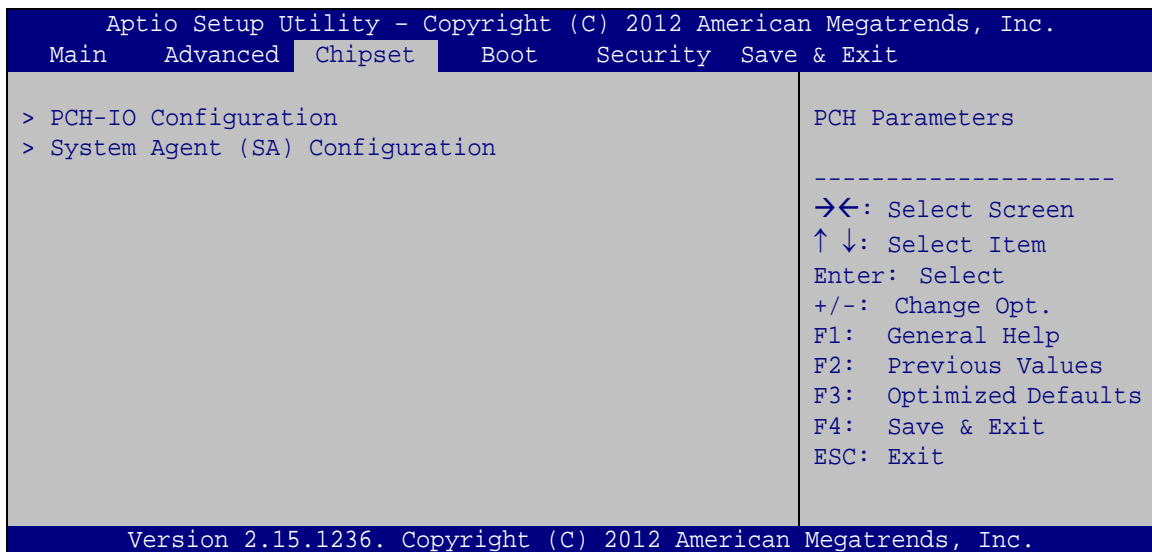 Aptio Setup Utility – Copyright (C) 2012 American Megatrends, Inc.
Main Advanced Chipset Boot Security Save & Exit
> PCH-IO Configuration
> System Agent (SA) Configuration
PCH Parameters
---------------------
→←: Select Screen
↑ ↓: Select Item
Enter: Select
+/-: Change Opt.
F1: General Help
F2: Previous Values
F3: Optimized Defaults
F4: Save & Exit
ESC: Exit
Version 2.15.1236. Copyright (C) 2012 American Megatrends, Inc.